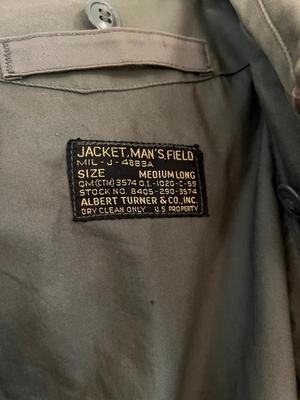 JACKET, MAN'S, FIELD
MIL-J-4883A
SIZE MEDIUM LONG
QM(CTM) 3574 O.I.-1020-C-59
STOCK NO. 8405-290-3574
ALBERT TURNER & CO., INC.
DRY CLEAN ONLY U.S. PROPERTY